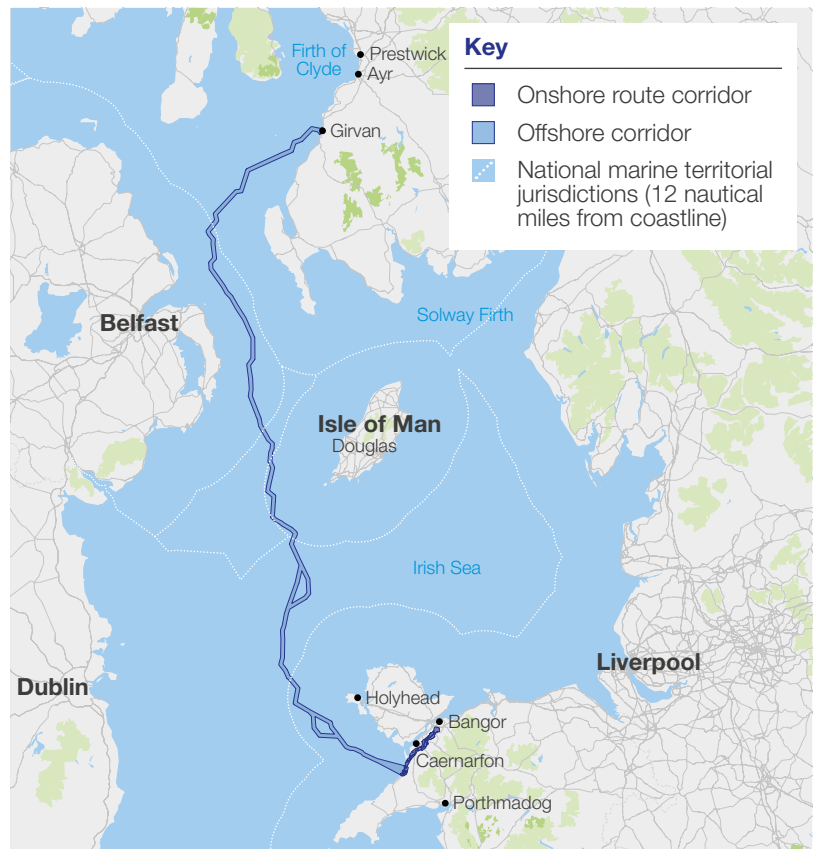 Firth of
Clyde
Prestwick
Ayr
Girvan
Key
Onshore route corridor
Offshore corridor
National marine territorial
jurisdictions (12 nautical
miles from coastline)
Belfast
Solway Firth
Isle of Man
Douglas
Irish Sea
Liverpool
Dublin
Holyhead
Bangor
Caernarfon
Porthmadog